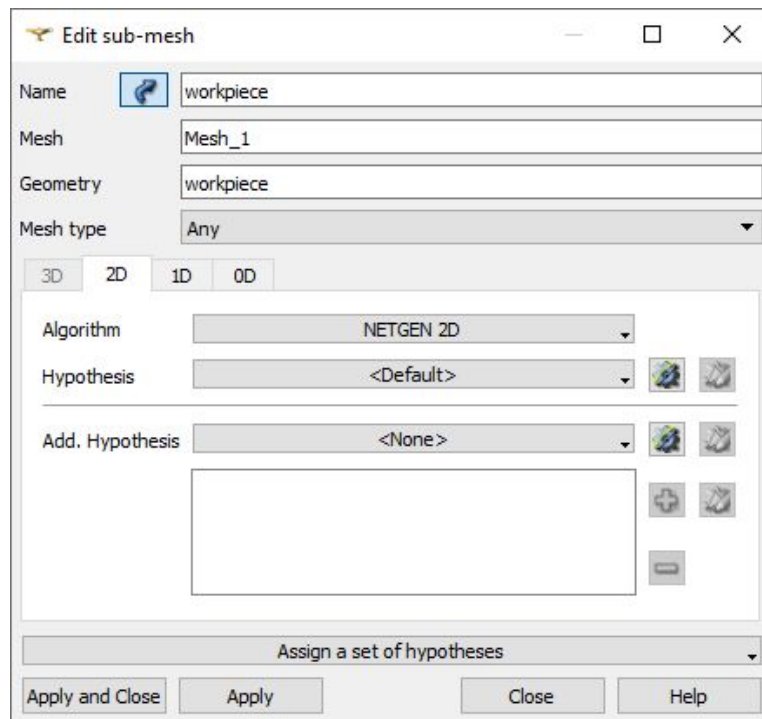 Edit sub-mesh
Name workpiece
Mesh Mesh_1
Geometry workpiece
Mesh type Any
3D 2D 1D 0D
Algorithm NETGEN 2D
Hypothesis <Default>
Add. Hypothesis <None>
Assign a set of hypotheses
Apply and Close Apply Close Help